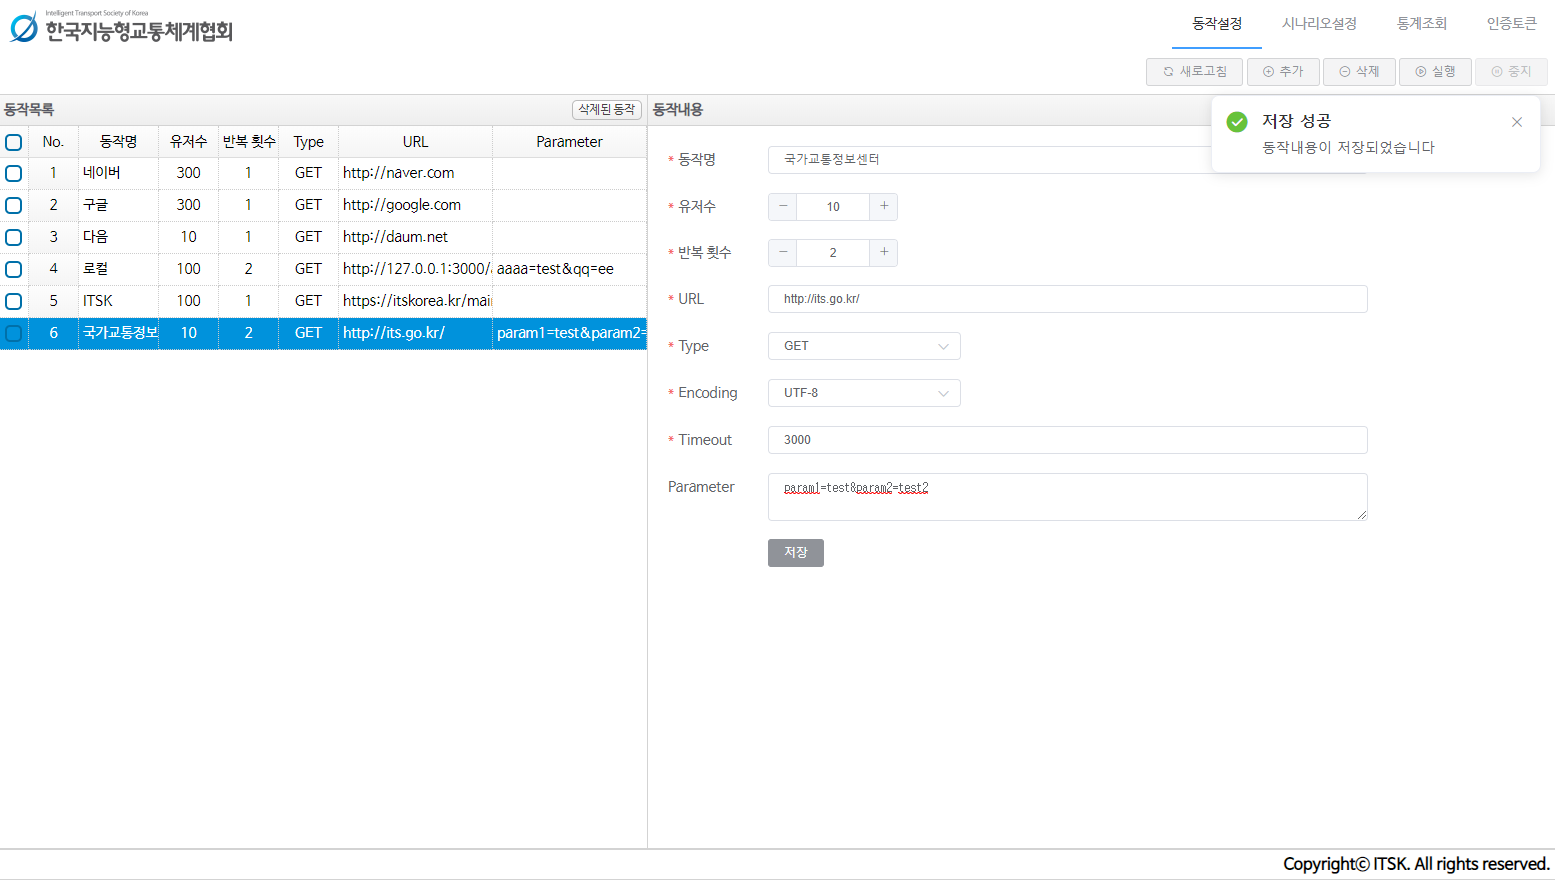 Intelligent Transport Society of Korea
한국지능형교통체계협회
동작설정 시나리오설정 통계조회 인증토큰
새로고침 추가 삭제 실행 중지
동작목록 삭제된 동작 동작내용
저장 성공
동작내용이 저장되었습니다
No. 동작명 유저수 반복 횟수 Type URL Parameter
1 네이버 300 1 GET http://naver.com
2 구글 300 1 GET http://google.com
3 다음 10 1 GET http://daum.net
4 로컬 100 2 GET http://127.0.0.1:3000/ aaaa=test&qq=ee
5 ITSK 100 1 GET https://itskorea.kr/mai
6 국가교통정보 10 2 GET http://its.go.kr/ param1=test&param2=
* 동작명 국가교통정보센터
* 유저수 − 10 +
* 반복 횟수 − 2 +
* URL http://its.go.kr/
* Type GET
* Encoding UTF-8
* Timeout 3000
Parameter param1=test&param2=test2
저장
Copyrightⓒ ITSK. All rights reserved.